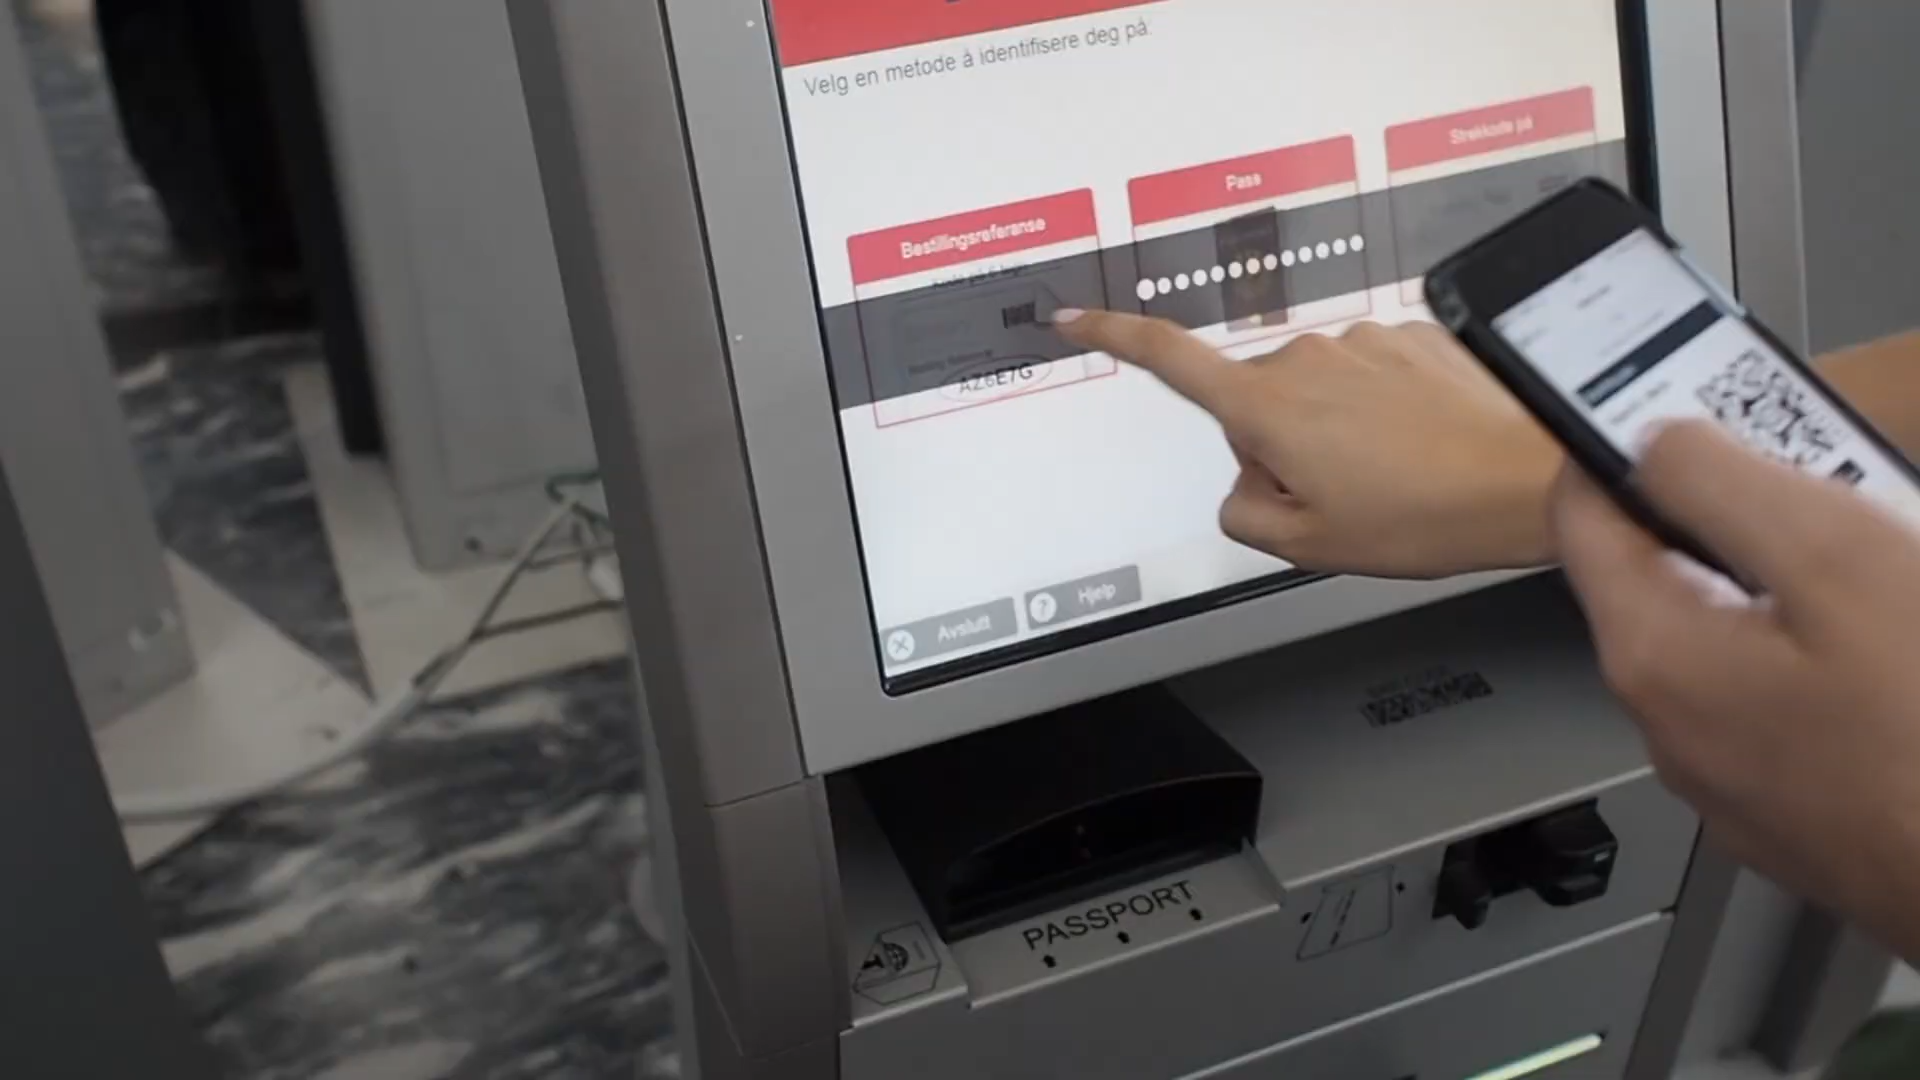 Velg en metode å identifisere deg på:
Bestillingsreferanse
Pass
Strekkode på
AZ6E7G
Avslutt
Hjelp
PASSPORT